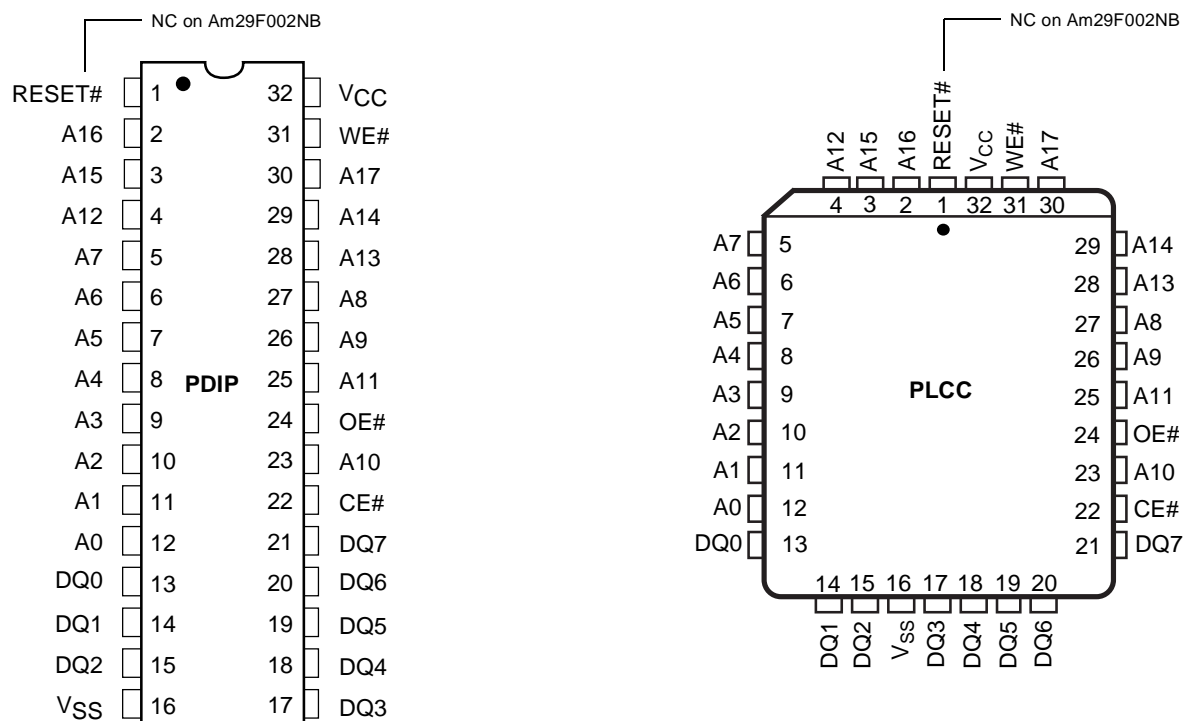 NC on Am29F002NB
RESET# 1 32 VCC
A16 2 31 WE#
A15 3 30 A17
A12 4 29 A14
A7 5 28 A13
A6 6 27 A8
A5 7 26 A9
A4 8 PDIP 25 A11
A3 9 24 OE#
A2 10 23 A10
A1 11 22 CE#
A0 12 21 DQ7
DQ0 13 20 DQ6
DQ1 14 19 DQ5
DQ2 15 18 DQ4
VSS 16 17 DQ3
NC on Am29F002NB
A12 A15 A16 RESET# VCC WE# A17
4 3 2 1 32 31 30
A7 5 29 A14
A6 6 28 A13
A5 7 27 A8
A4 8 26 A9
A3 9 PLCC 25 A11
A2 10 24 OE#
A1 11 23 A10
A0 12 22 CE#
DQ0 13 21 DQ7
14 15 16 17 18 19 20
DQ1 DQ2 VSS DQ3 DQ4 DQ5 DQ6